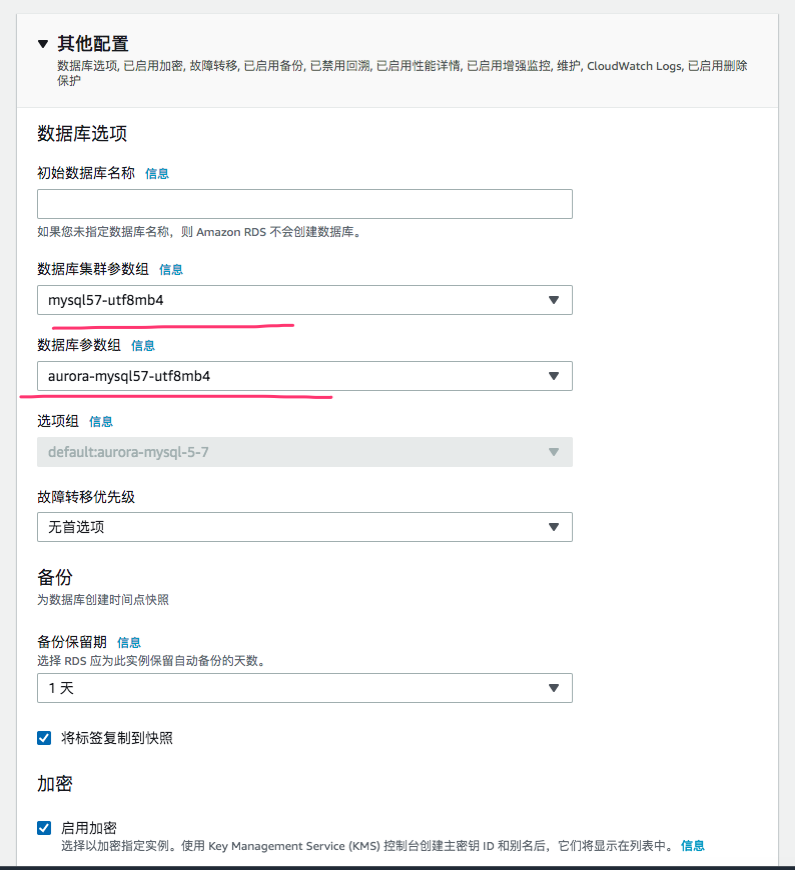 其他配置
数据库选项, 已启用加密, 故障转移, 已启用备份, 已禁用回溯, 已启用性能详情, 已启用增强监控, 维护, CloudWatch Logs, 已启用删除
保护
数据库选项
初始数据库名称 信息
如果您未指定数据库名称，则 Amazon RDS 不会创建数据库。
数据库集群参数组 信息
mysql57-utf8mb4
数据库参数组 信息
aurora-mysql57-utf8mb4
选项组 信息
default:aurora-mysql-5-7
故障转移优先级
无首选项
备份
为数据库创建时间点快照
备份保留期 信息
选择 RDS 应为此实例保留自动备份的天数。
1 天
将标签复制到快照
加密
启用加密
选择以加密指定实例。使用 Key Management Service (KMS) 控制台创建主密钥 ID 和别名后，它们将显示在列表中。 信息